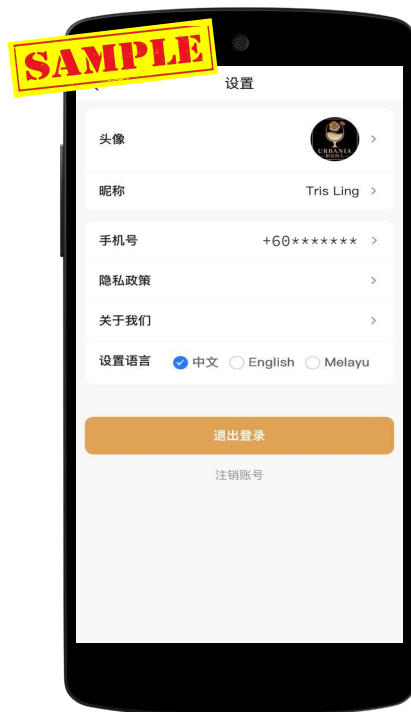 SAMPLE
设置
头像
URBANIA
昵称
Tris Ling
手机号
+60*******
隐私政策
关于我们
设置语言
中文
English
Melayu
退出登录
注销账号